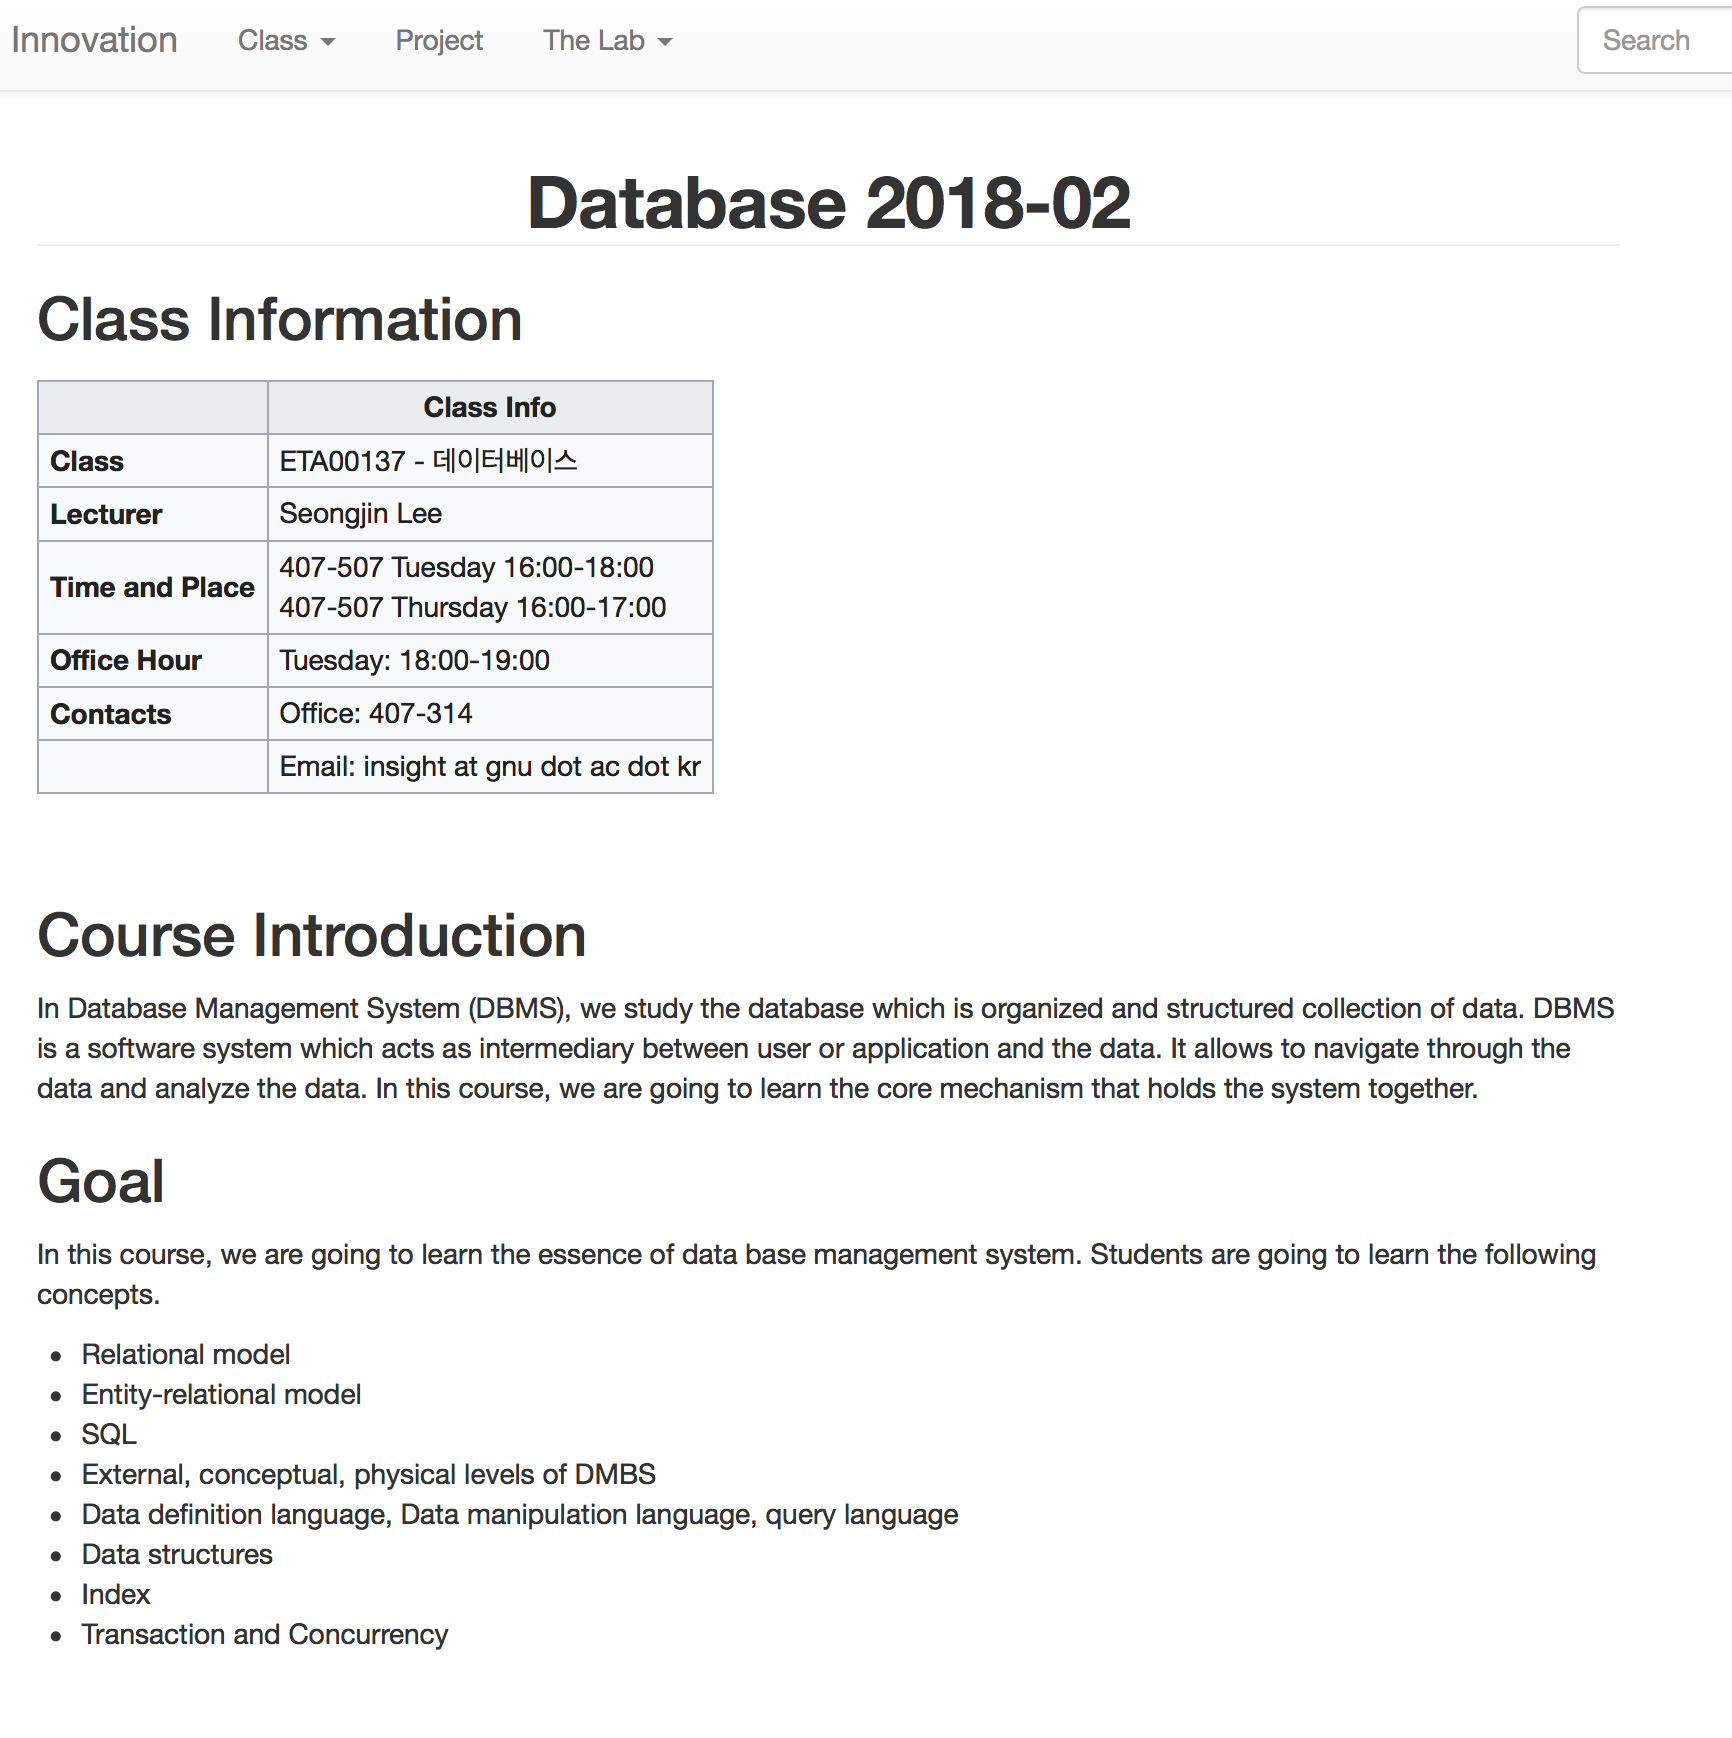 Innovation Class Project The Lab Search
Database 2018-02
Class Information
Class Info
Class ETA00137 - 데이터베이스
Lecturer Seongjin Lee
Time and Place 407-507 Tuesday 16:00-18:00
407-507 Thursday 16:00-17:00
Office Hour Tuesday: 18:00-19:00
Contacts Office: 407-314
Email: insight at gnu dot ac dot kr
Course Introduction
In Database Management System (DBMS), we study the database which is organized and structured collection of data. DBMS
is a software system which acts as intermediary between user or application and the data. It allows to navigate through the
data and analyze the data. In this course, we are going to learn the core mechanism that holds the system together.
Goal
In this course, we are going to learn the essence of data base management system. Students are going to learn the following
concepts.
• Relational model
• Entity-relational model
• SQL
• External, conceptual, physical levels of DMBS
• Data definition language, Data manipulation language, query language
• Data structures
• Index
• Transaction and Concurrency